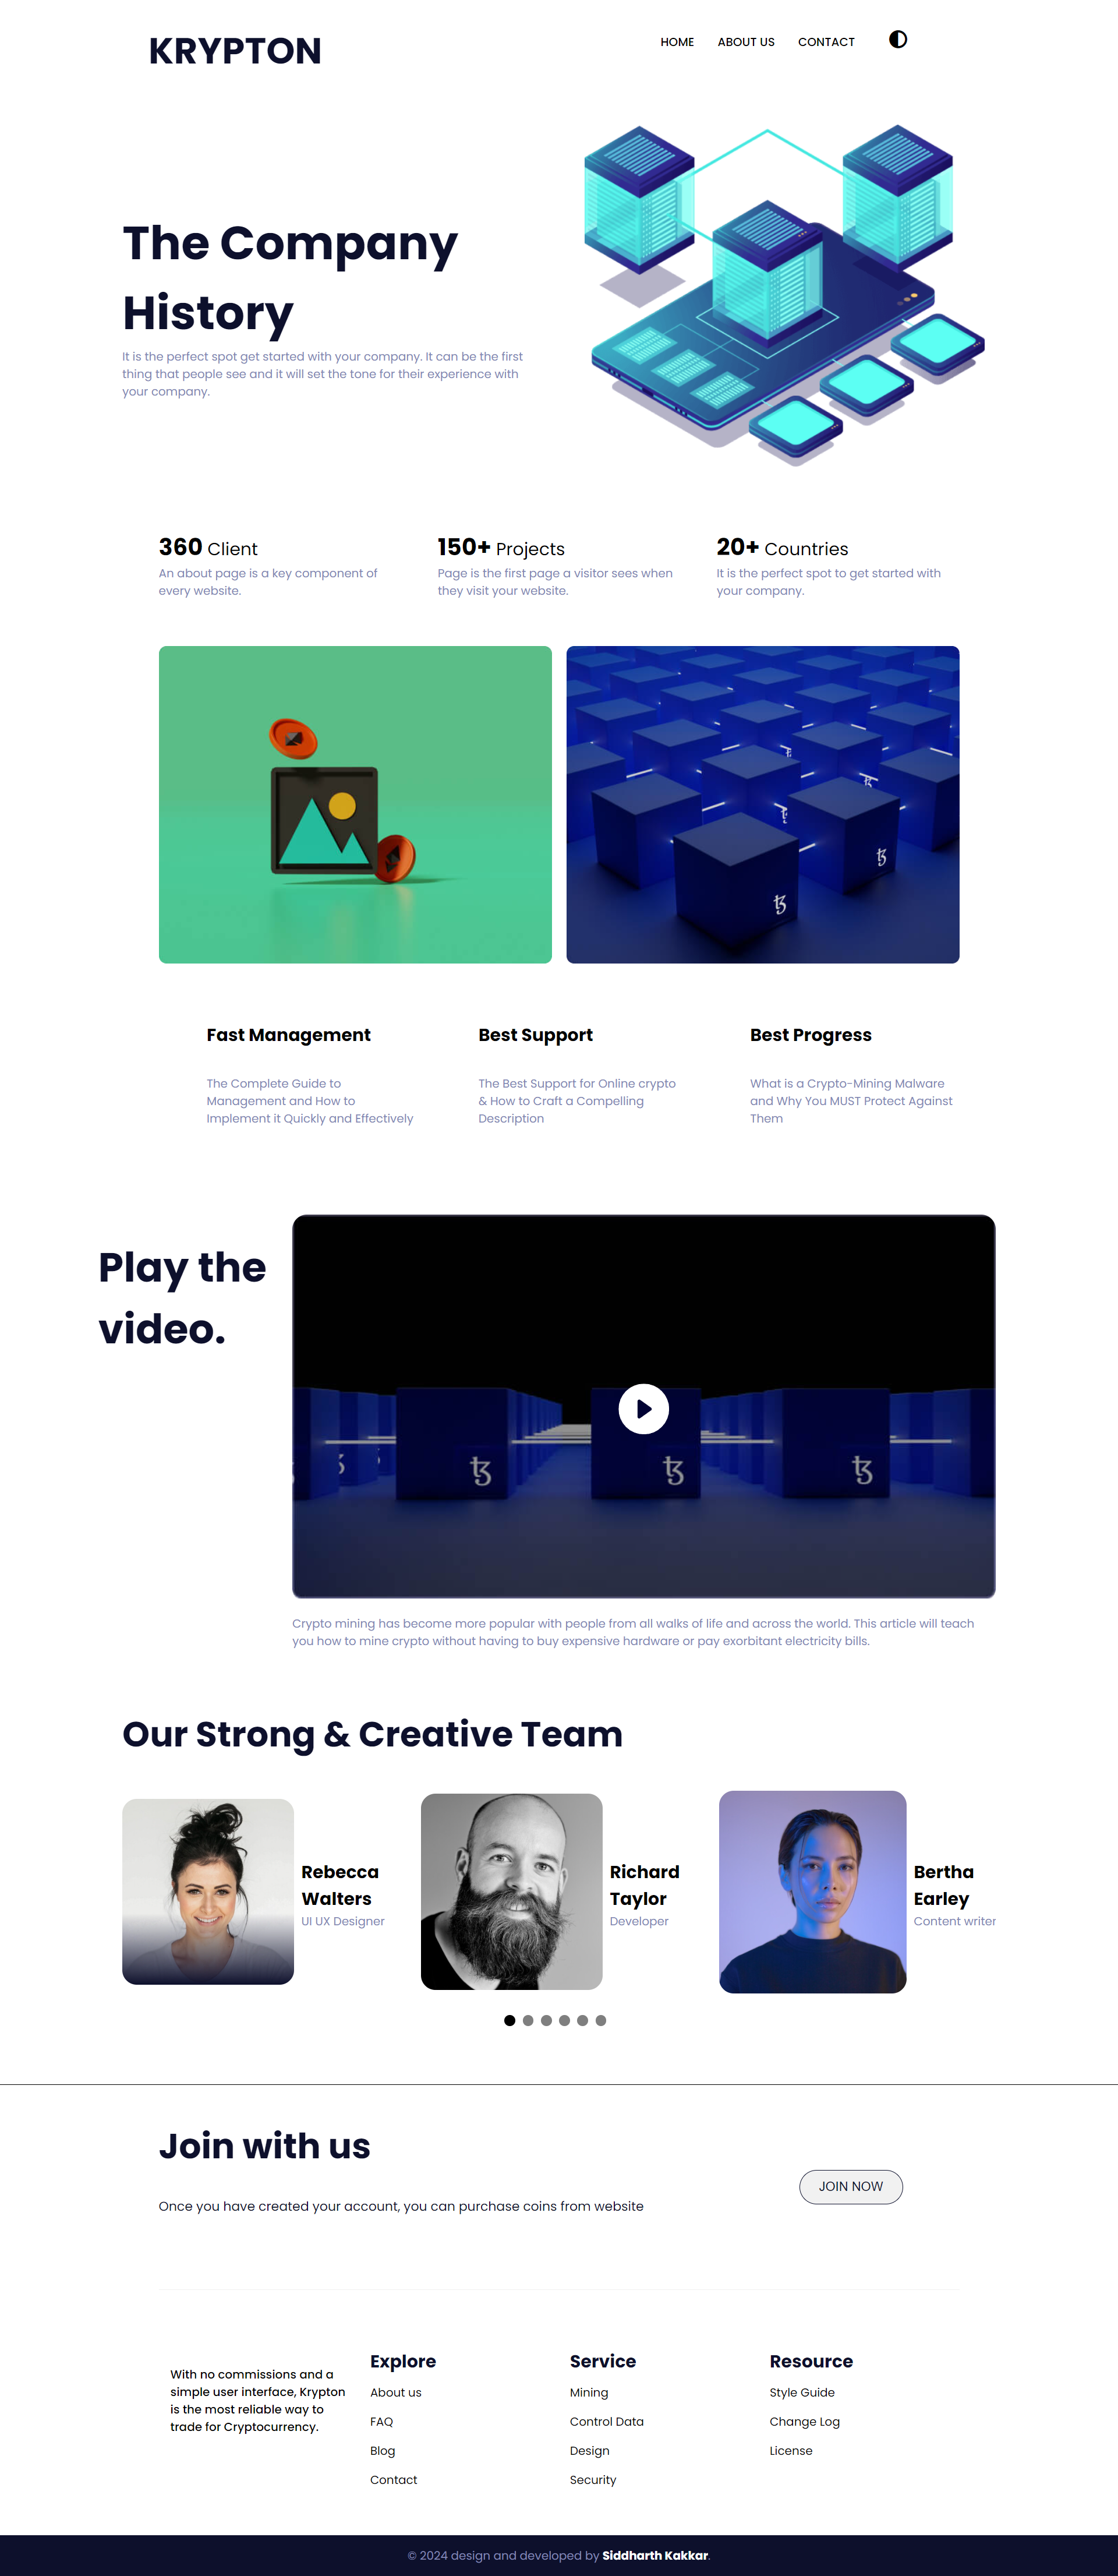 KRYPTON
HOME ABOUT US CONTACT
The Company
History
It is the perfect spot get started with your company. It can be the first
thing that people see and it will set the tone for their experience with
your company.
360 Client
An about page is a key component of
every website.
150+ Projects
Page is the first page a visitor sees when
they visit your website.
20+ Countries
It is the perfect spot to get started with
your company.
Fast Management
The Complete Guide to
Management and How to
Implement it Quickly and Effectively
Best Support
The Best Support for Online crypto
& How to Craft a Compelling
Description
Best Progress
What is a Crypto-Mining Malware
and Why You MUST Protect Against
Them
Play the
video.
Crypto mining has become more popular with people from all walks of life and across the world. This article will teach
you how to mine crypto without having to buy expensive hardware or pay exorbitant electricity bills.
Our Strong & Creative Team
Rebecca
Walters
UI UX Designer
Richard
Taylor
Developer
Bertha
Earley
Content writer
Join with us
Once you have created your account, you can purchase coins from website
JOIN NOW
With no commissions and a
simple user interface, Krypton
is the most reliable way to
trade for Cryptocurrency.
Explore
About us
FAQ
Blog
Contact
Service
Mining
Control Data
Design
Security
Resource
Style Guide
Change Log
License
© 2024 design and developed by Siddharth Kakkar.